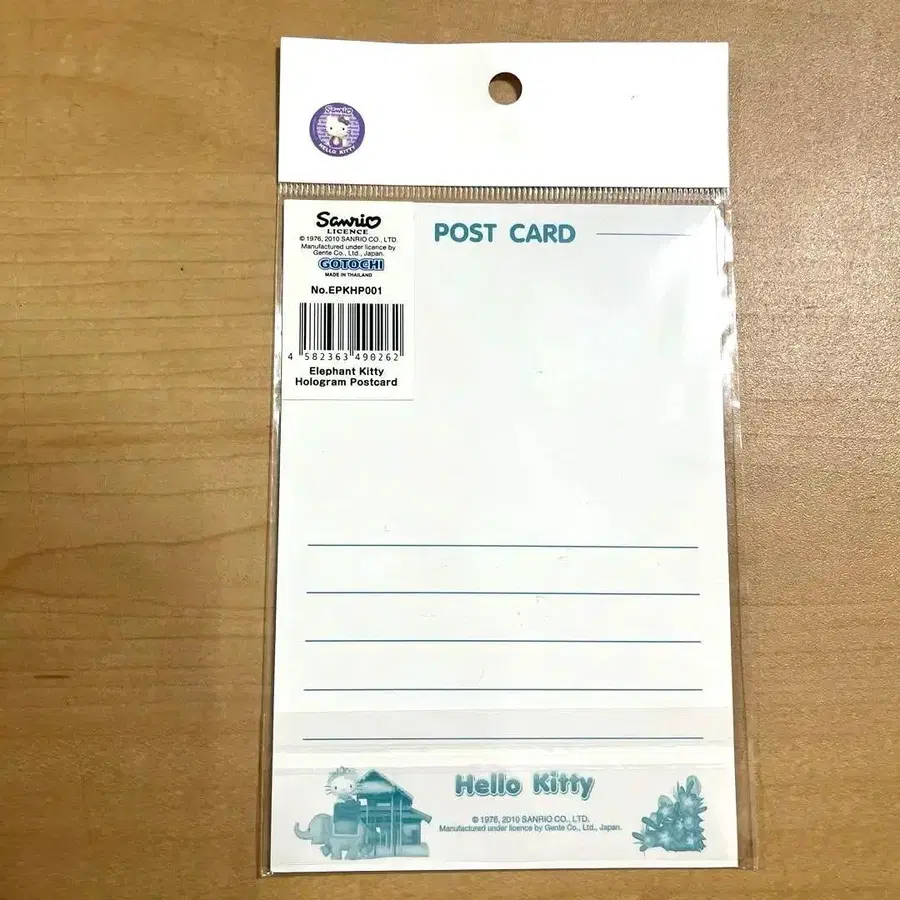 Sanrio
HELLO KITTY
Sanrio
LICENCE
© 1976, 2010 SANRIO CO., LTD.
Manufactured under licence by
Gente Co., Ltd., Japan.
GOTOCHI
MADE IN THAILAND
No.EPKHP001
4 582363 490262
Elephant Kitty
Hologram Postcard
POST CARD
Hello Kitty
© 1976, 2010 SANRIO CO., LTD.
Manufactured under licence by Gente Co., Ltd., Japan.